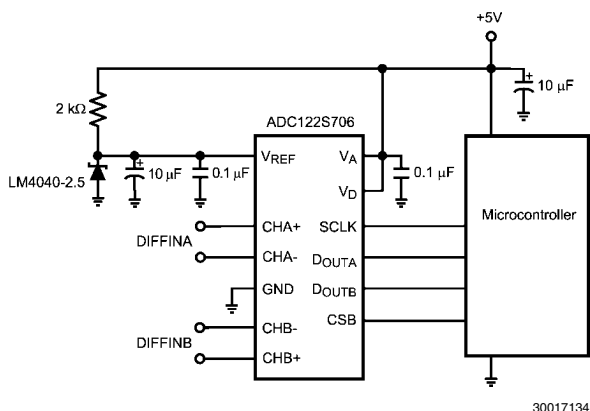 +5V
2 kΩ
+
10 µF
ADC122S706
LM4040-2.5
+
10 µF
0.1 µF
VREF
VA
0.1 µF
VD
Microcontroller
DIFFINA
CHA+
SCLK
CHA-
DOUTA
GND
DOUTB
CSB
DIFFINB
CHB-
CHB+
30017134